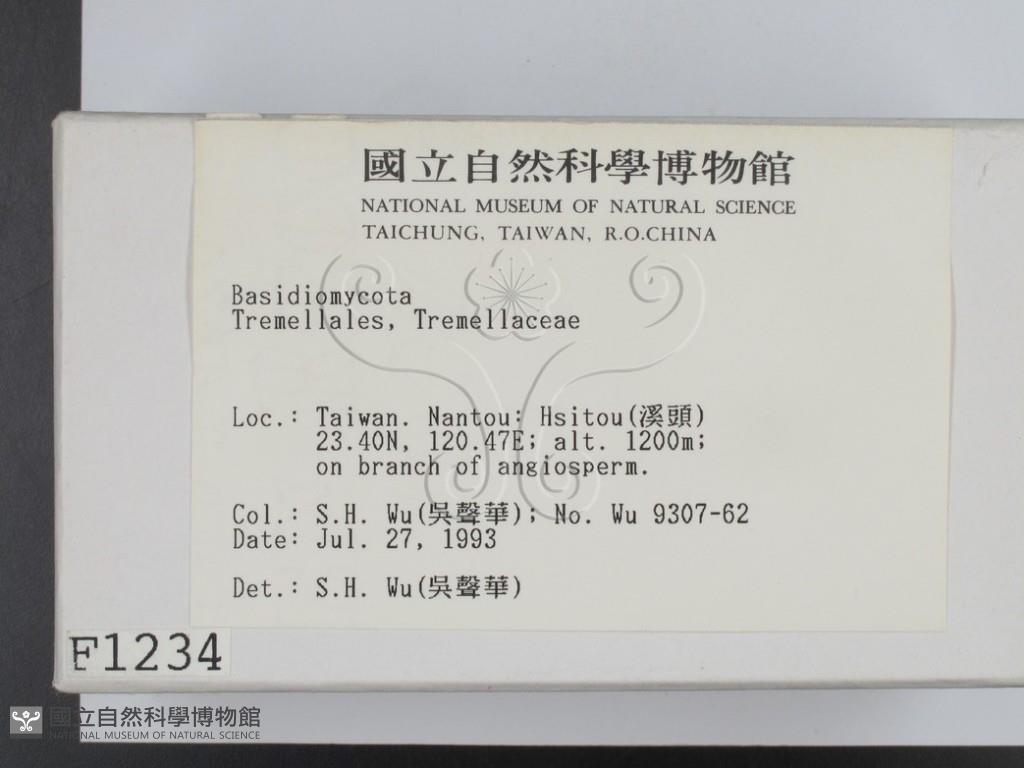 國立自然科學博物館
NATIONAL MUSEUM OF NATURAL SCIENCE
TAICHUNG, TAIWAN, R.O.CHINA
Basidiomycota
Tremellales, Tremellaceae
Loc.: Taiwan. Nantou: Hsitou(溪頭)
23.40N, 120.47E; alt. 1200m;
on branch of angiosperm.
Col.: S.H. Wu(吳聲華); No. Wu 9307-62
Date: Jul. 27, 1993
Det.: S.H. Wu(吳聲華)
F1234
國立自然科學博物館
NATIONAL MUSEUM OF NATURAL SCIENCE